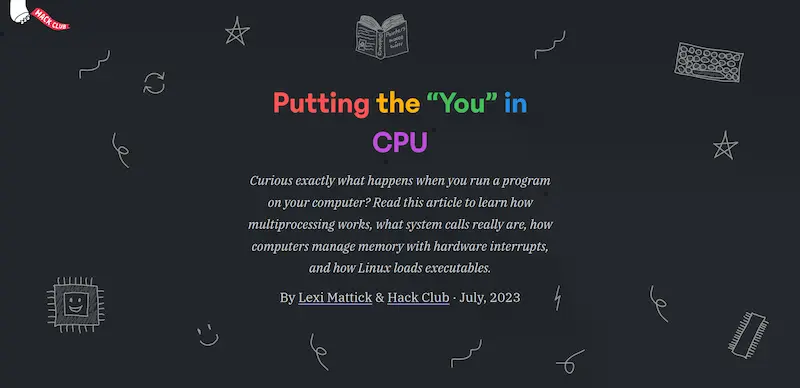 HACK CLUB
Putting the “You” in
CPU
Curious exactly what happens when you run a program
on your computer? Read this article to learn how
multiprocessing works, what system calls really are, how
computers manage memory with hardware interrupts,
and how Linux loads executables.
By Lexi Mattick & Hack Club · July, 2023